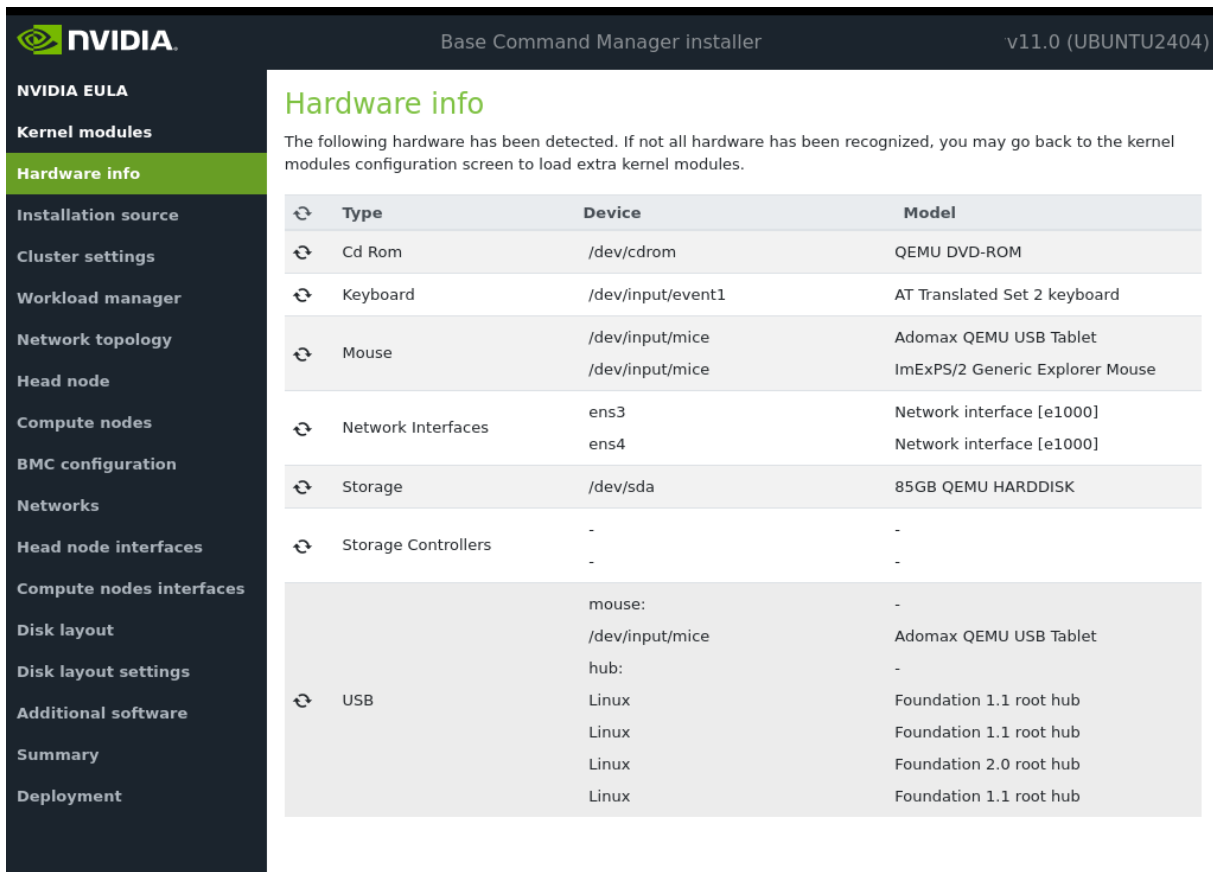 NVIDIA.
Base Command Manager installer
v11.0 (UBUNTU2404)
NVIDIA EULA
Kernel modules
Hardware info
Installation source
Cluster settings
Workload manager
Network topology
Head node
Compute nodes
BMC configuration
Networks
Head node interfaces
Compute nodes interfaces
Disk layout
Disk layout settings
Additional software
Summary
Deployment
Hardware info
The following hardware has been detected. If not all hardware has been recognized, you may go back to the kernel
modules configuration screen to load extra kernel modules.
Type Device Model
Cd Rom /dev/cdrom QEMU DVD-ROM
Keyboard /dev/input/event1 AT Translated Set 2 keyboard
Mouse
/dev/input/mice Adomax QEMU USB Tablet
/dev/input/mice ImExPS/2 Generic Explorer Mouse
Network Interfaces
ens3 Network interface [e1000]
ens4 Network interface [e1000]
Storage /dev/sda 85GB QEMU HARDDISK
Storage Controllers
- -
- -
USB
mouse: -
/dev/input/mice Adomax QEMU USB Tablet
hub: -
Linux Foundation 1.1 root hub
Linux Foundation 1.1 root hub
Linux Foundation 2.0 root hub
Linux Foundation 1.1 root hub